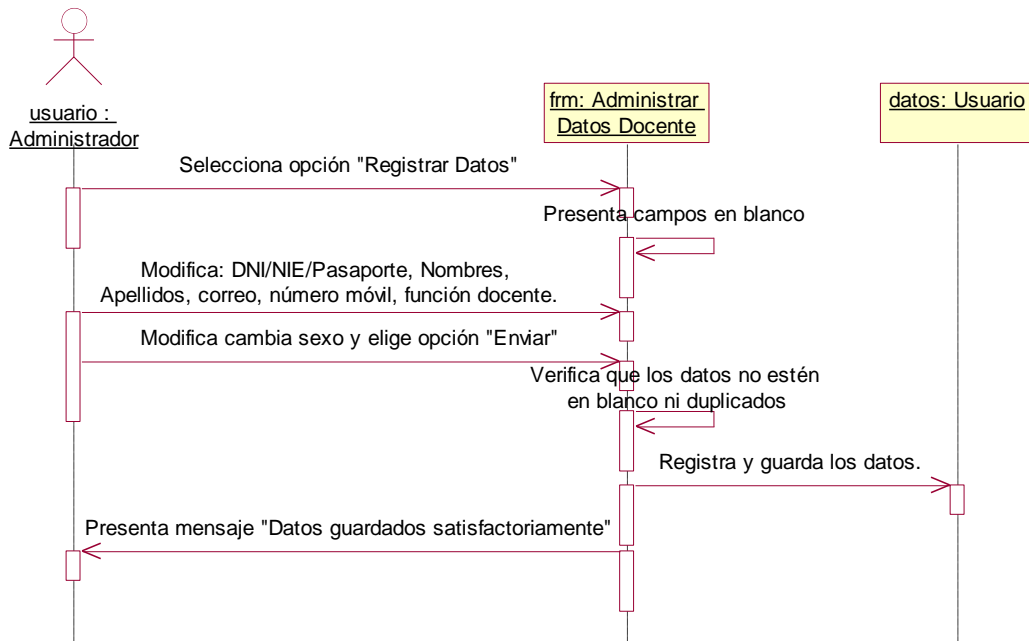 usuario :
Administrador
frm: Administrar
Datos Docente
datos: Usuario
Selecciona opción "Registrar Datos"
Presenta campos en blanco
Modifica: DNI/NIE/Pasaporte, Nombres,
Apellidos, correo, número móvil, función docente.
Modifica cambia sexo y elige opción "Enviar"
Verifica que los datos no estén
en blanco ni duplicados
Registra y guarda los datos.
Presenta mensaje "Datos guardados satisfactoriamente"